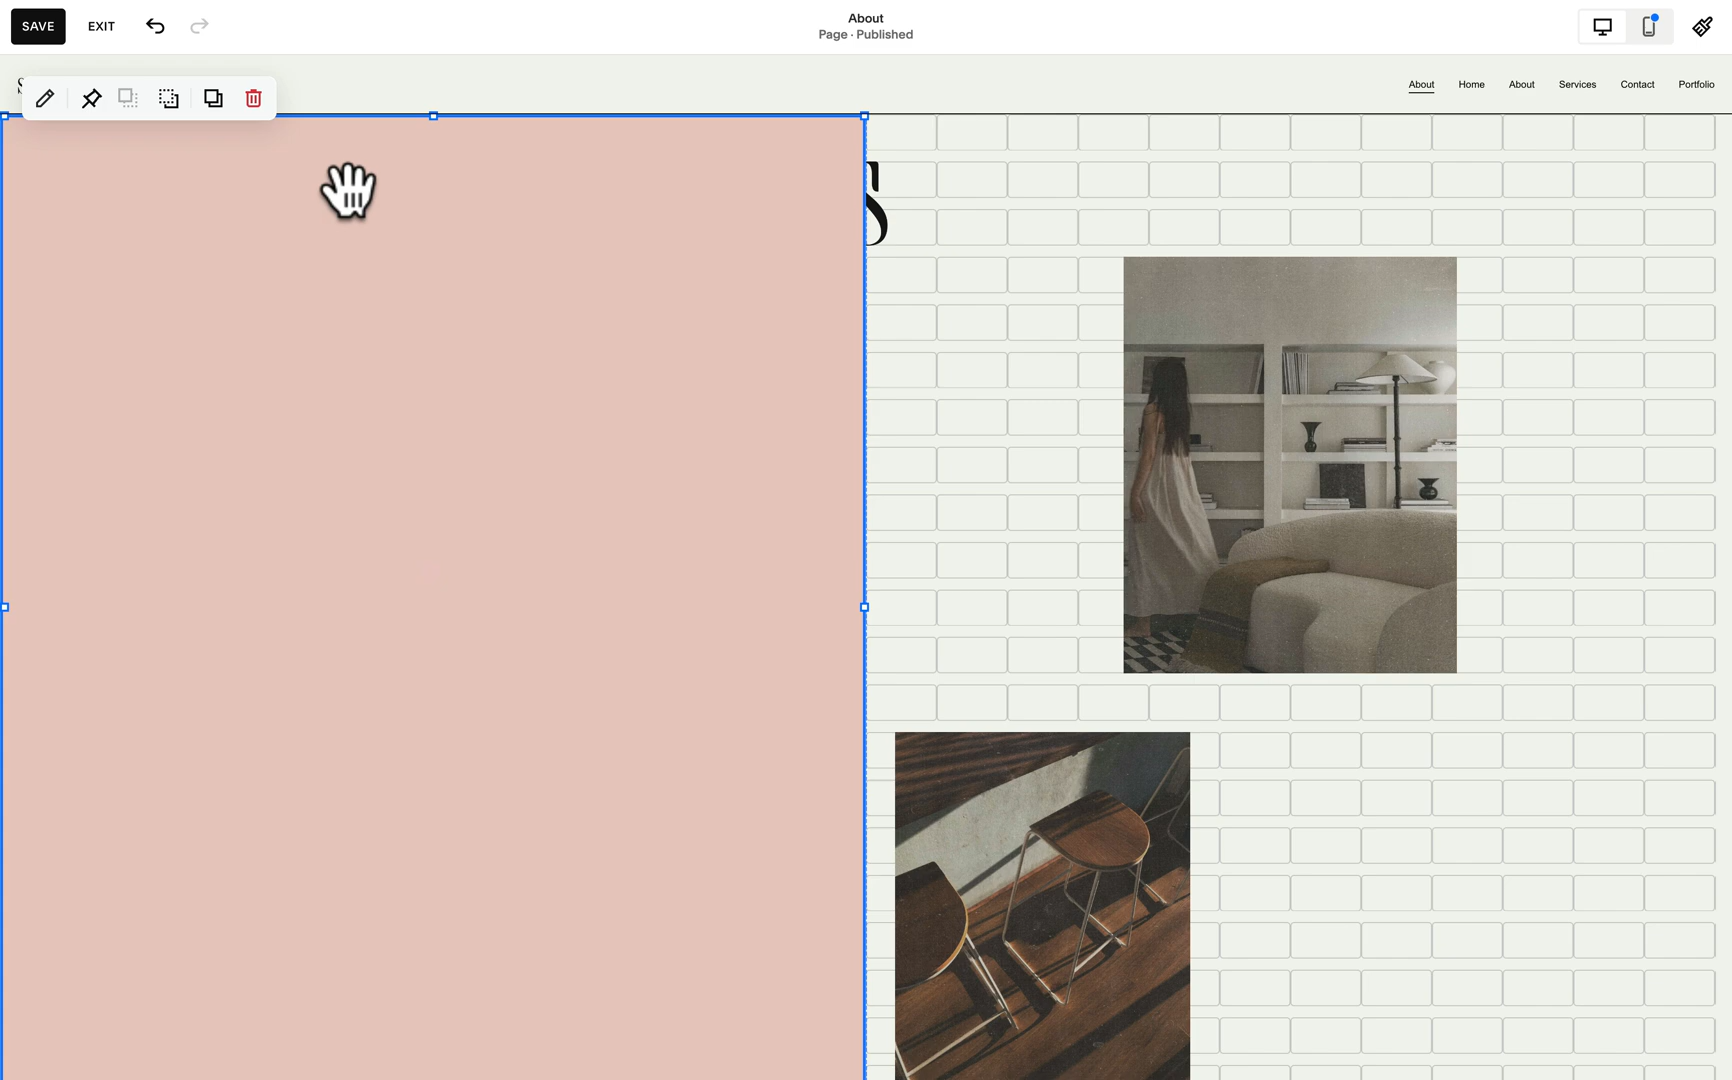 SAVE
EXIT
About
Page · Published
S
About
Home
About
Services
Contact
Portfolio
S